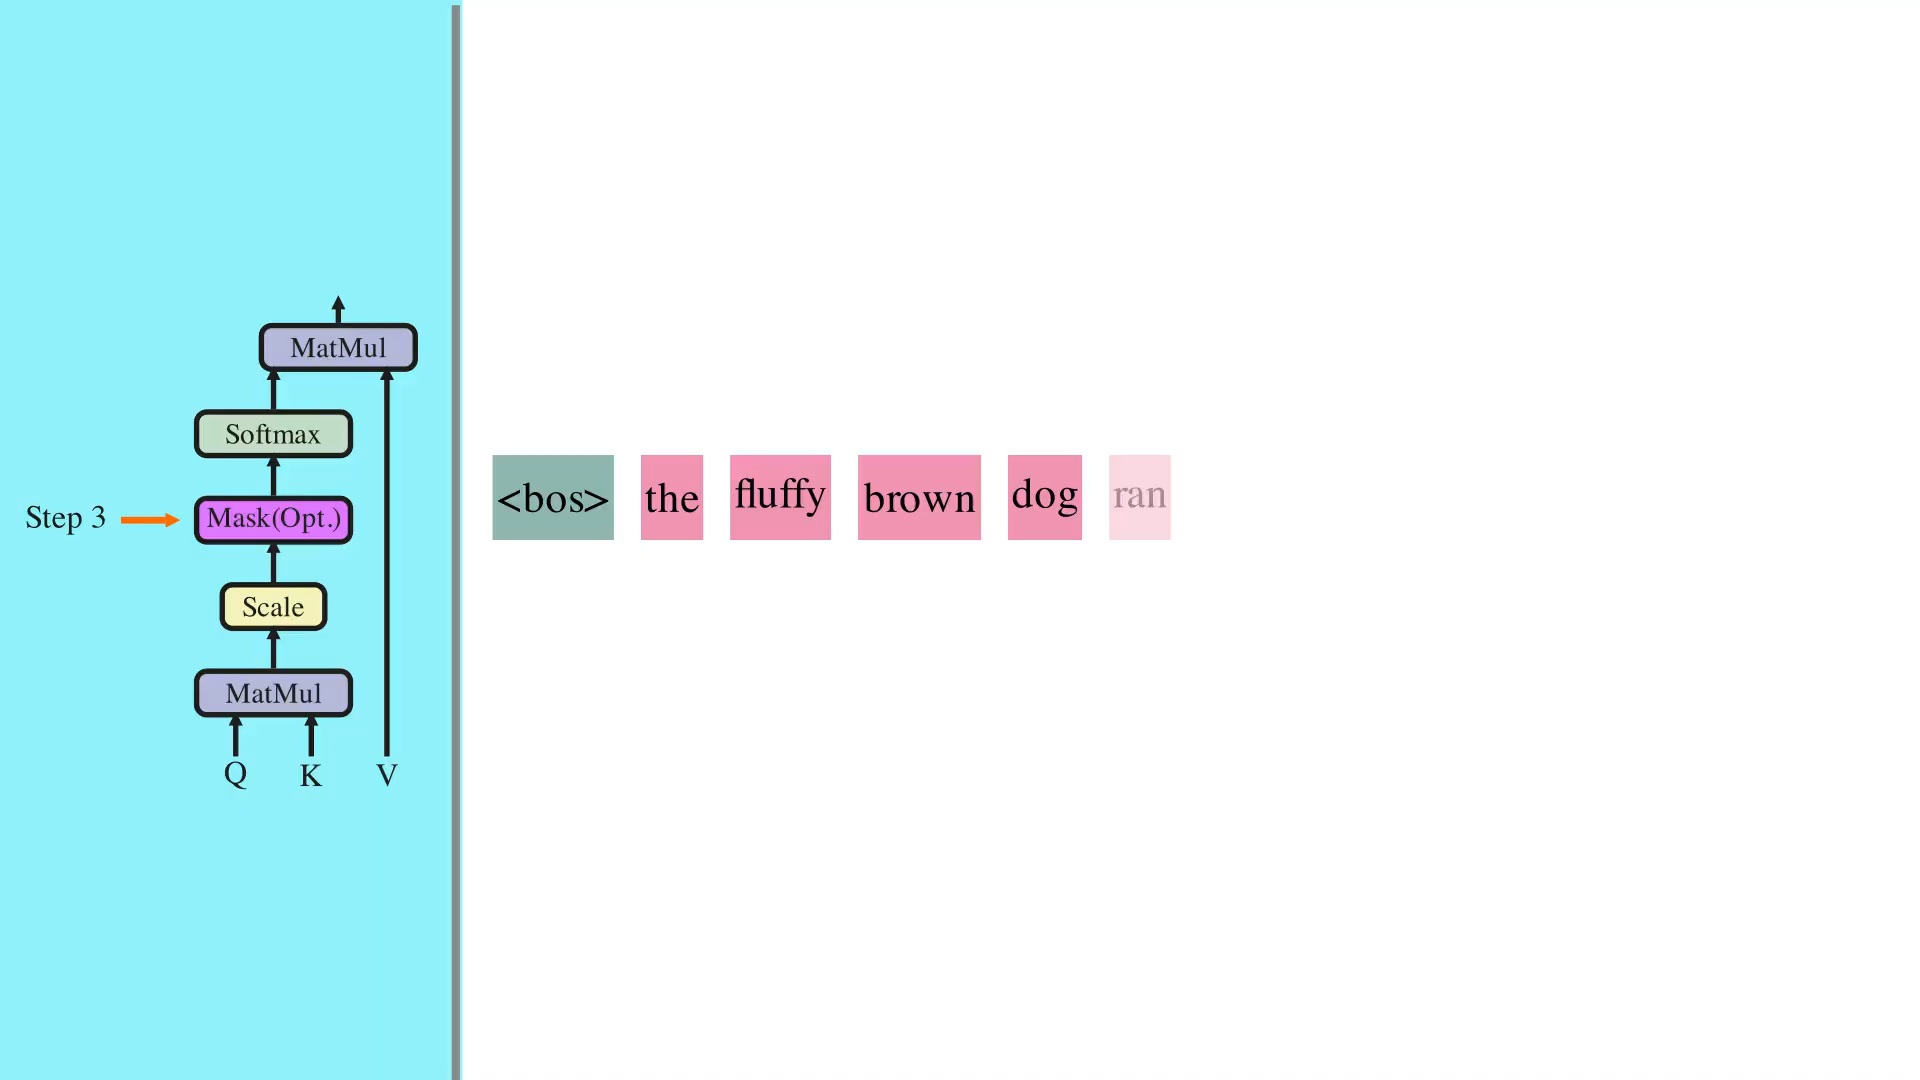 MatMul
Softmax
Step 3
Mask(Opt.)
Scale
MatMul
Q K V
<bos> the fluffy brown dog ran